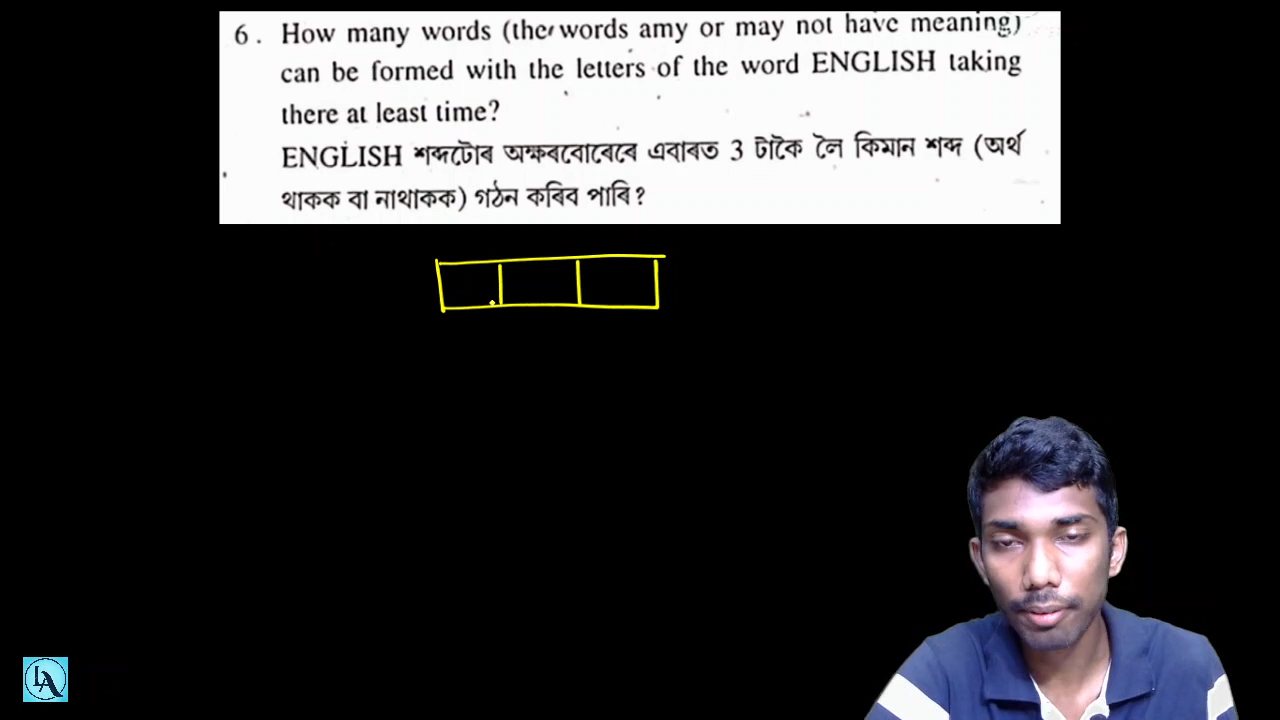 6. How many words (the words amy or may not have meaning)
can be formed with the letters of the word ENGLISH taking
there at least time?
ENGLISH শব্দটোৰ অক্ষৰবোৰেৰে এবাৰত 3 টাকৈ লৈ কিমান শব্দ (অৰ্থ
থাকক বা নাথাকক) গঠন কৰিব পাৰি?
LA